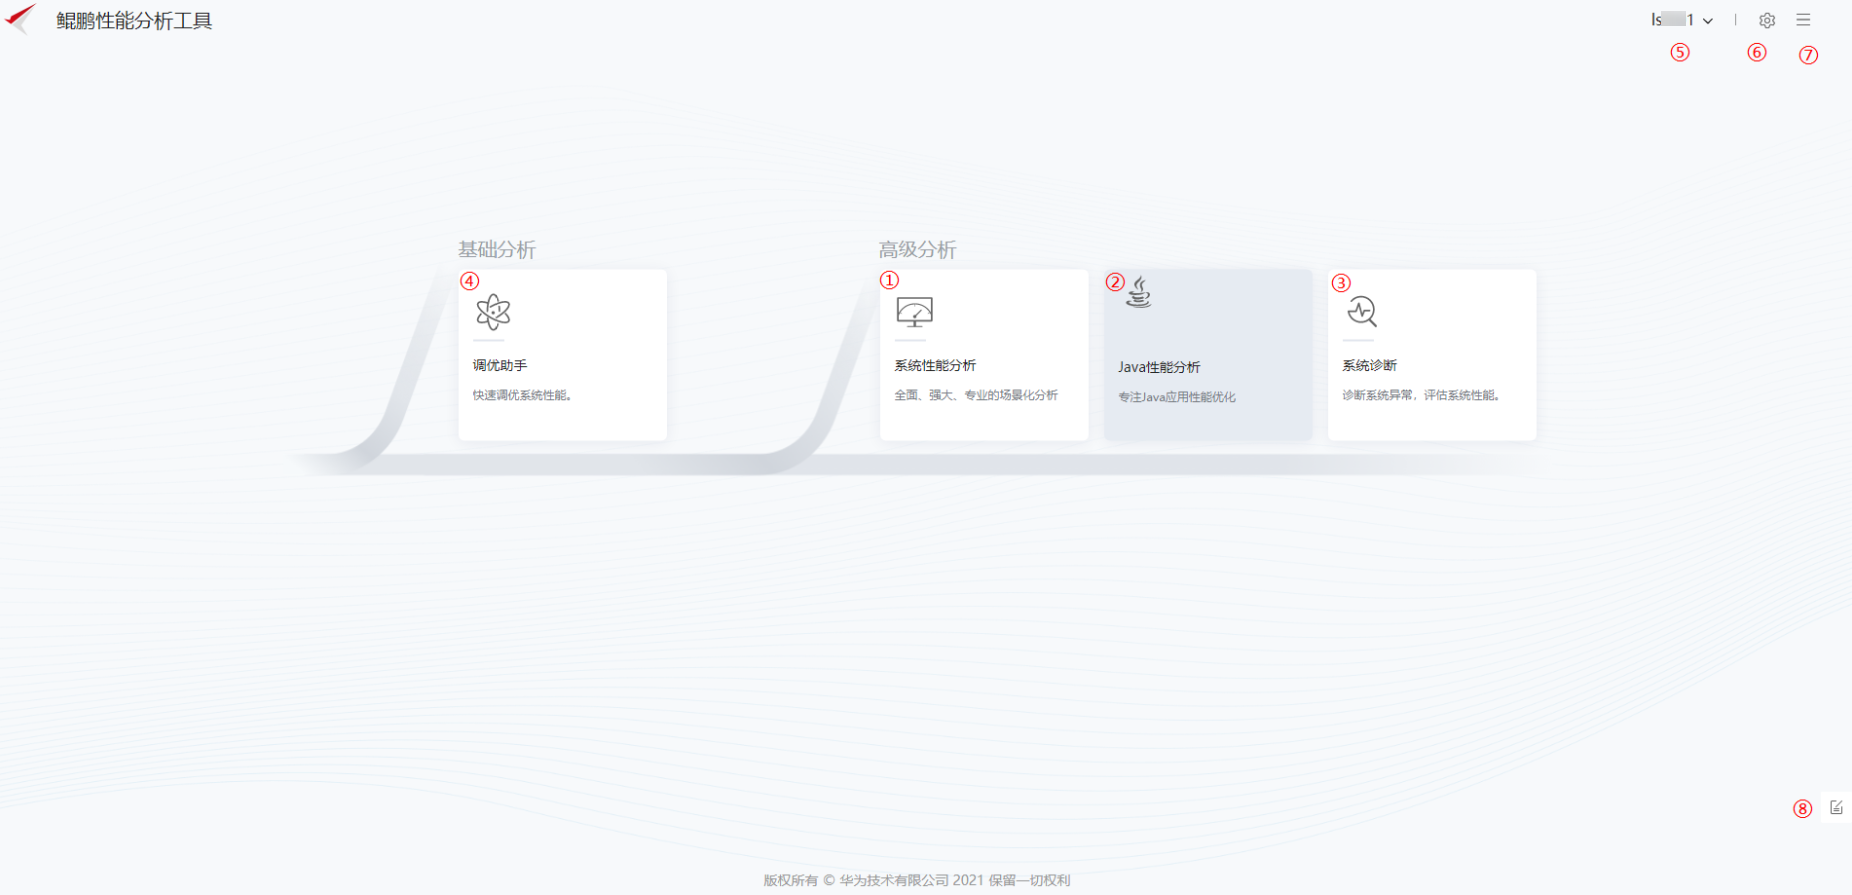 鲲鹏性能分析工具
ls 1
⑤ ⑥ ⑦
基础分析
高级分析
④
①
②
③
调优助手
快速调优系统性能。
系统性能分析
全面、强大、专业的场景化分析
Java性能分析
专注Java应用性能优化
系统诊断
诊断系统异常，评估系统性能。
⑧
版权所有 © 华为技术有限公司 2021 保留一切权利